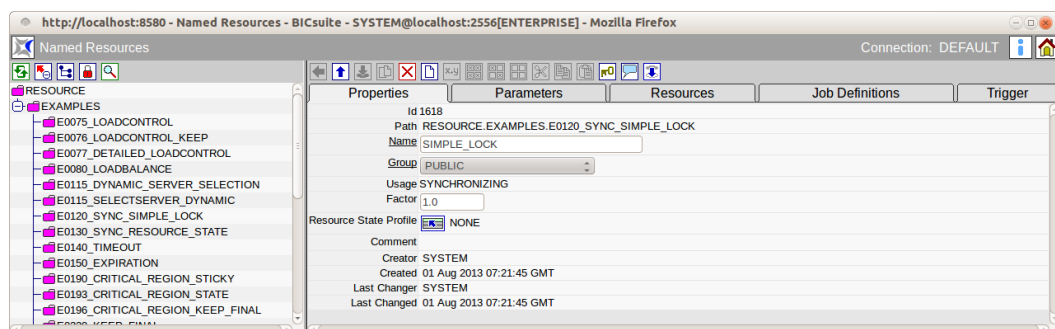 http://localhost:8580 - Named Resources - BICsuite - SYSTEM@localhost:2556[ENTERPRISE] - Mozilla Firefox
Named Resources
Connection: DEFAULT
RESOURCE
EXAMPLES
E0075_LOADCONTROL
E0076_LOADCONTROL_KEEP
E0077_DETAILED_LOADCONTROL
E0080_LOADBALANCE
E0115_DYNAMIC_SERVER_SELECTION
E0115_SELECTSERVER_DYNAMIC
E0120_SYNC_SIMPLE_LOCK
E0130_SYNC_RESOURCE_STATE
E0140_TIMEOUT
E0150_EXPIRATION
E0190_CRITICAL_REGION_STICKY
E0193_CRITICAL_REGION_STATE
E0196_CRITICAL_REGION_KEEP_FINAL
x,y
Properties Parameters Resources Job Definitions Trigger
Id 1618
Path RESOURCE.EXAMPLES.E0120_SYNC_SIMPLE_LOCK
Name SIMPLE_LOCK
Group PUBLIC
Usage SYNCHRONIZING
Factor 1.0
Resource State Profile NONE
Comment
Creator SYSTEM
Created 01 Aug 2013 07:21:45 GMT
Last Changer SYSTEM
Last Changed 01 Aug 2013 07:21:45 GMT